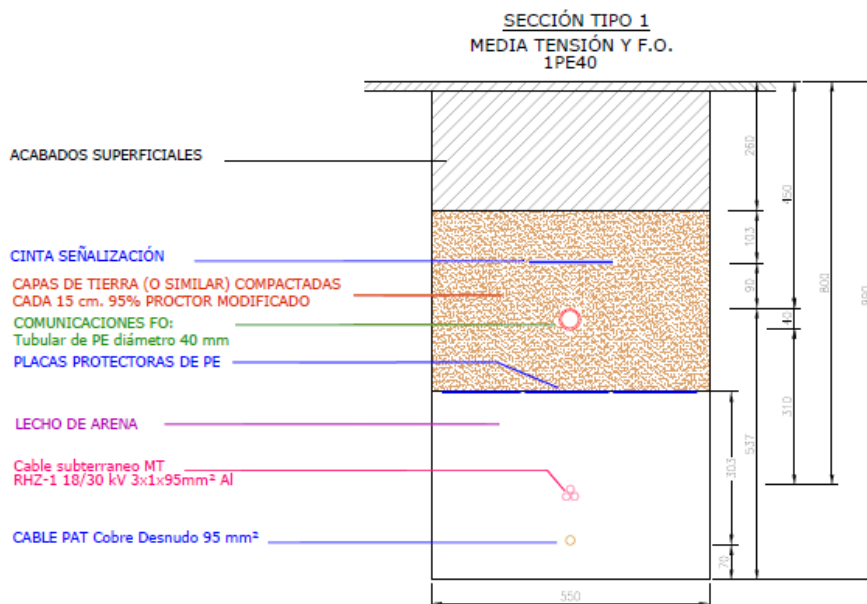 SECCIÓN TIPO 1
MEDIA TENSIÓN Y F.O.
1PE40
ACABADOS SUPERFICIALES
CINTA SEÑALIZACIÓN
CAPAS DE TIERRA (O SIMILAR) COMPACTADAS
CADA 15 cm. 95% PROCTOR MODIFICADO
COMUNICACIONES FO:
Tubular de PE diámetro 40 mm
PLACAS PROTECTORAS DE PE
LECHO DE ARENA
Cable subterraneo MT
RHZ-1 18/30 kV 3x1x95mm² Al
CABLE PAT Cobre Desnudo 95 mm²
260
103
90
537
303
70
450
40
310
800
550